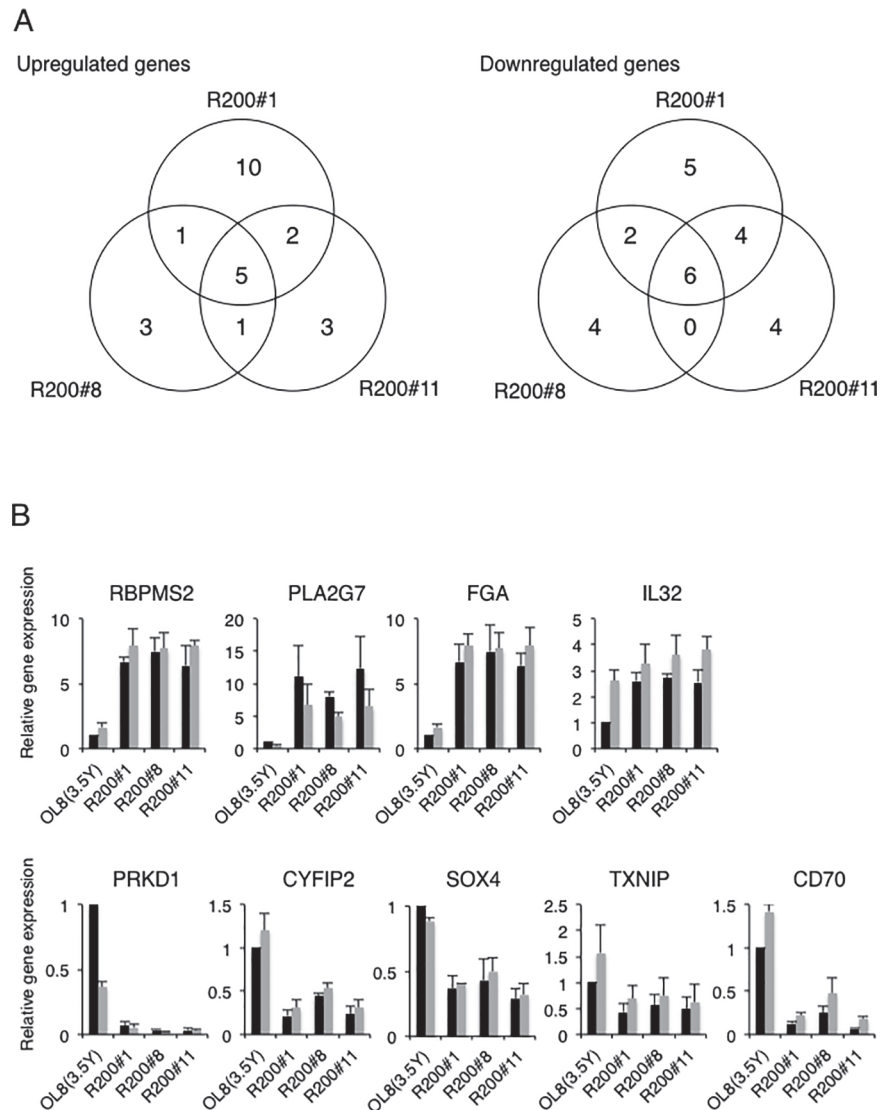 A
Upregulated genes
Downregulated genes
R200#1
R200#1
10
5
1
2
2
4
5
6
3
1
3
4
0
4
R200#8
R200#11
R200#8
R200#11
B
Relative gene expression
RBPMS2
10
5
0
OL8(3.5Y)
R200#1
R200#8
R200#11
PLA2G7
20
15
10
5
0
OL8(3.5Y)
R200#1
R200#8
R200#11
FGA
10
5
0
OL8(3.5Y)
R200#1
R200#8
R200#11
IL32
5
4
3
2
1
0
OL8(3.5Y)
R200#1
R200#8
R200#11
Relative gene expression
PRKD1
1
0.5
0
OL8(3.5Y)
R200#1
R200#8
R200#11
CYFIP2
1.5
1
0.5
0
OL8(3.5Y)
R200#1
R200#8
R200#11
SOX4
1
0.5
0
OL8(3.5Y)
R200#1
R200#8
R200#11
TXNIP
2.5
2
1.5
1
0.5
0
OL8(3.5Y)
R200#1
R200#8
R200#11
CD70
1.5
1
0.5
0
OL8(3.5Y)
R200#1
R200#8
R200#11